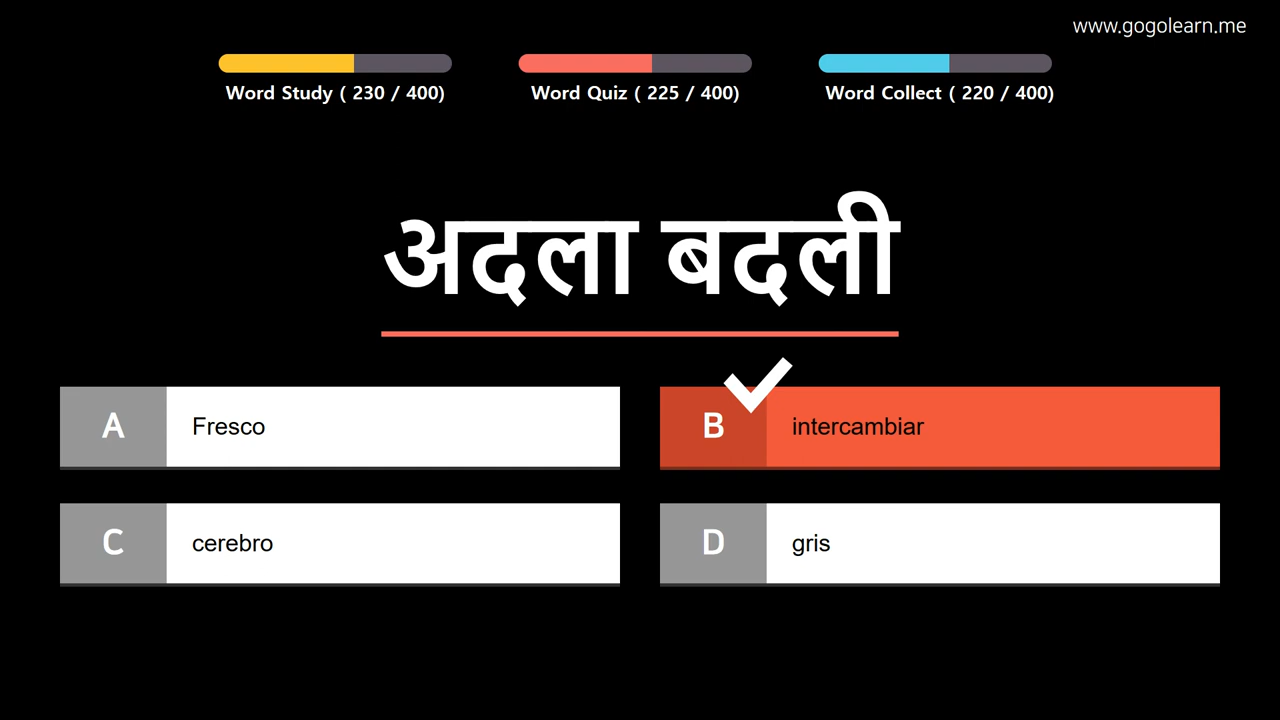 www.gogolearn.me
Word Study ( 230 / 400)
Word Quiz ( 225 / 400)
Word Collect ( 220 / 400)
अदला बदली
A Fresco
B intercambiar
C cerebro
D gris